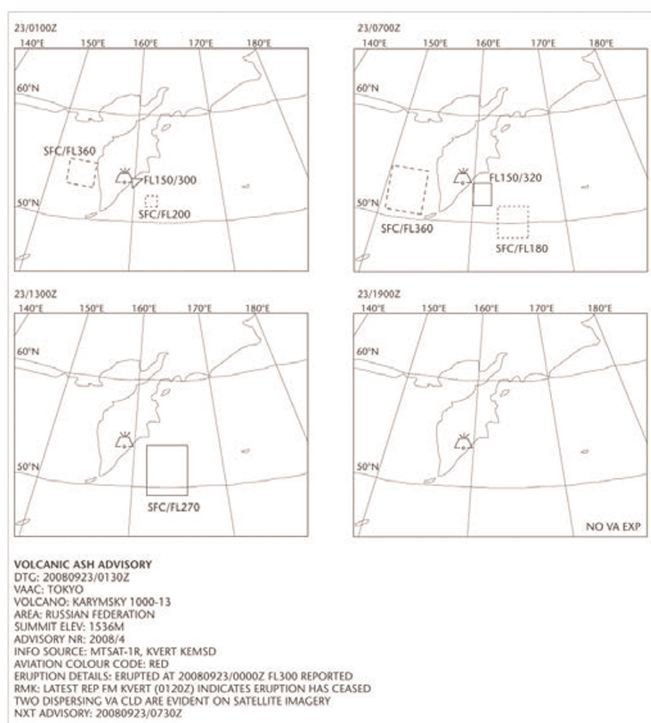 23/0100Z
140°E 150°E 160°E 170°E 180°E
60°N
SFC/FL360
FL150/300
50°N
SFC/FL200
23/0700Z
140°E 150°E 160°E 170°E 180°E
60°N
FL150/320
50°N
SFC/FL360
SFC/FL180
23/1300Z
140°E 150°E 160°E 170°E 180°E
60°N
50°N
SFC/FL270
23/1900Z
140°E 150°E 160°E 170°E 180°E
60°N
50°N
NO VA EXP
VOLCANIC ASH ADVISORY
DTG: 20080923/0130Z
VAAC: TOKYO
VOLCANO: KARYMSKY 1000-13
AREA: RUSSIAN FEDERATION
SUMMIT ELEV: 1536M
ADVISORY NR: 2008/4
INFO SOURCE: MTSAT-1R, KVERT KEMSD
AVIATION COLOUR CODE: RED
ERUPTION DETAILS: ERUPTED AT 20080923/0000Z FL300 REPORTED
RMK: LATEST REP FM KVERT (0120Z) INDICATES ERUPTION HAS CEASED
TWO DISPERSING VA CLD ARE EVIDENT ON SATELLITE IMAGERY
NXT ADVISORY: 20080923/0730Z